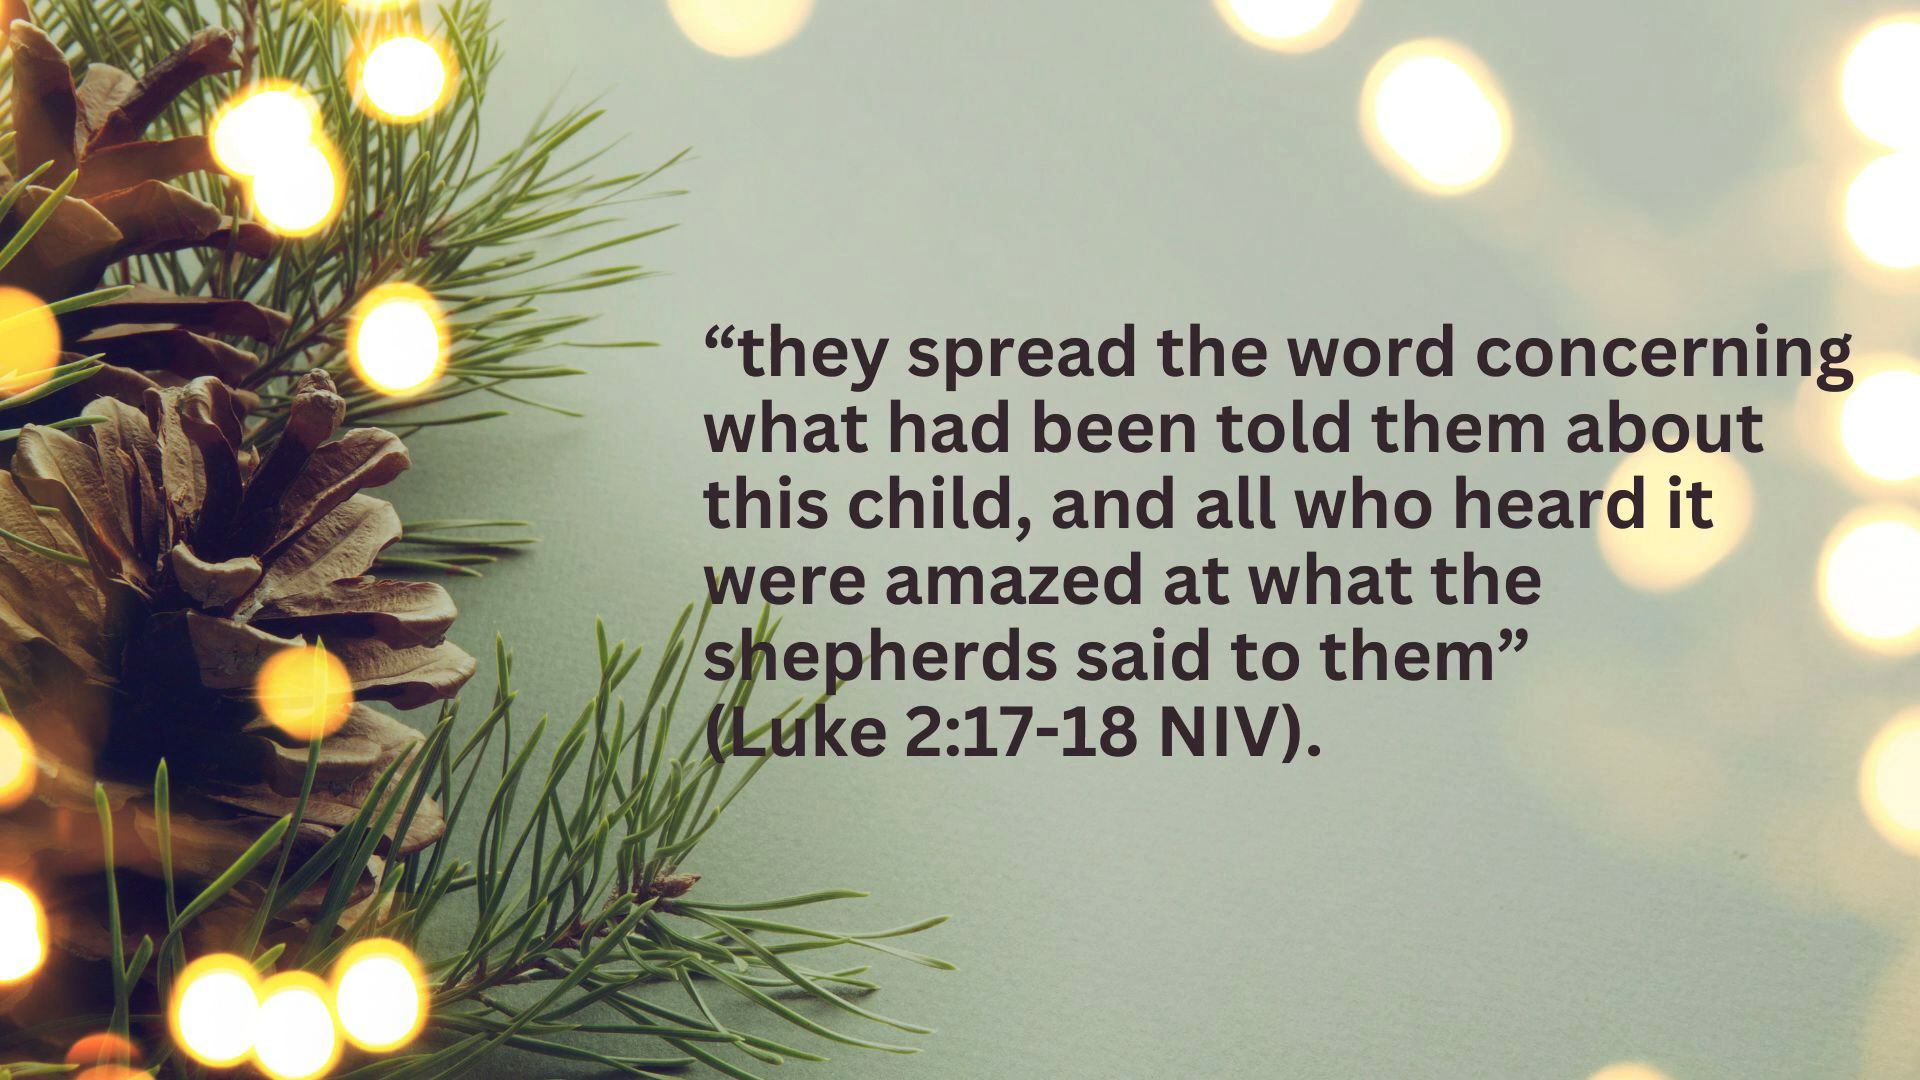 “they spread the word concerning
what had been told them about
this child, and all who heard it
were amazed at what the
shepherds said to them”
(Luke 2:17-18 NIV).